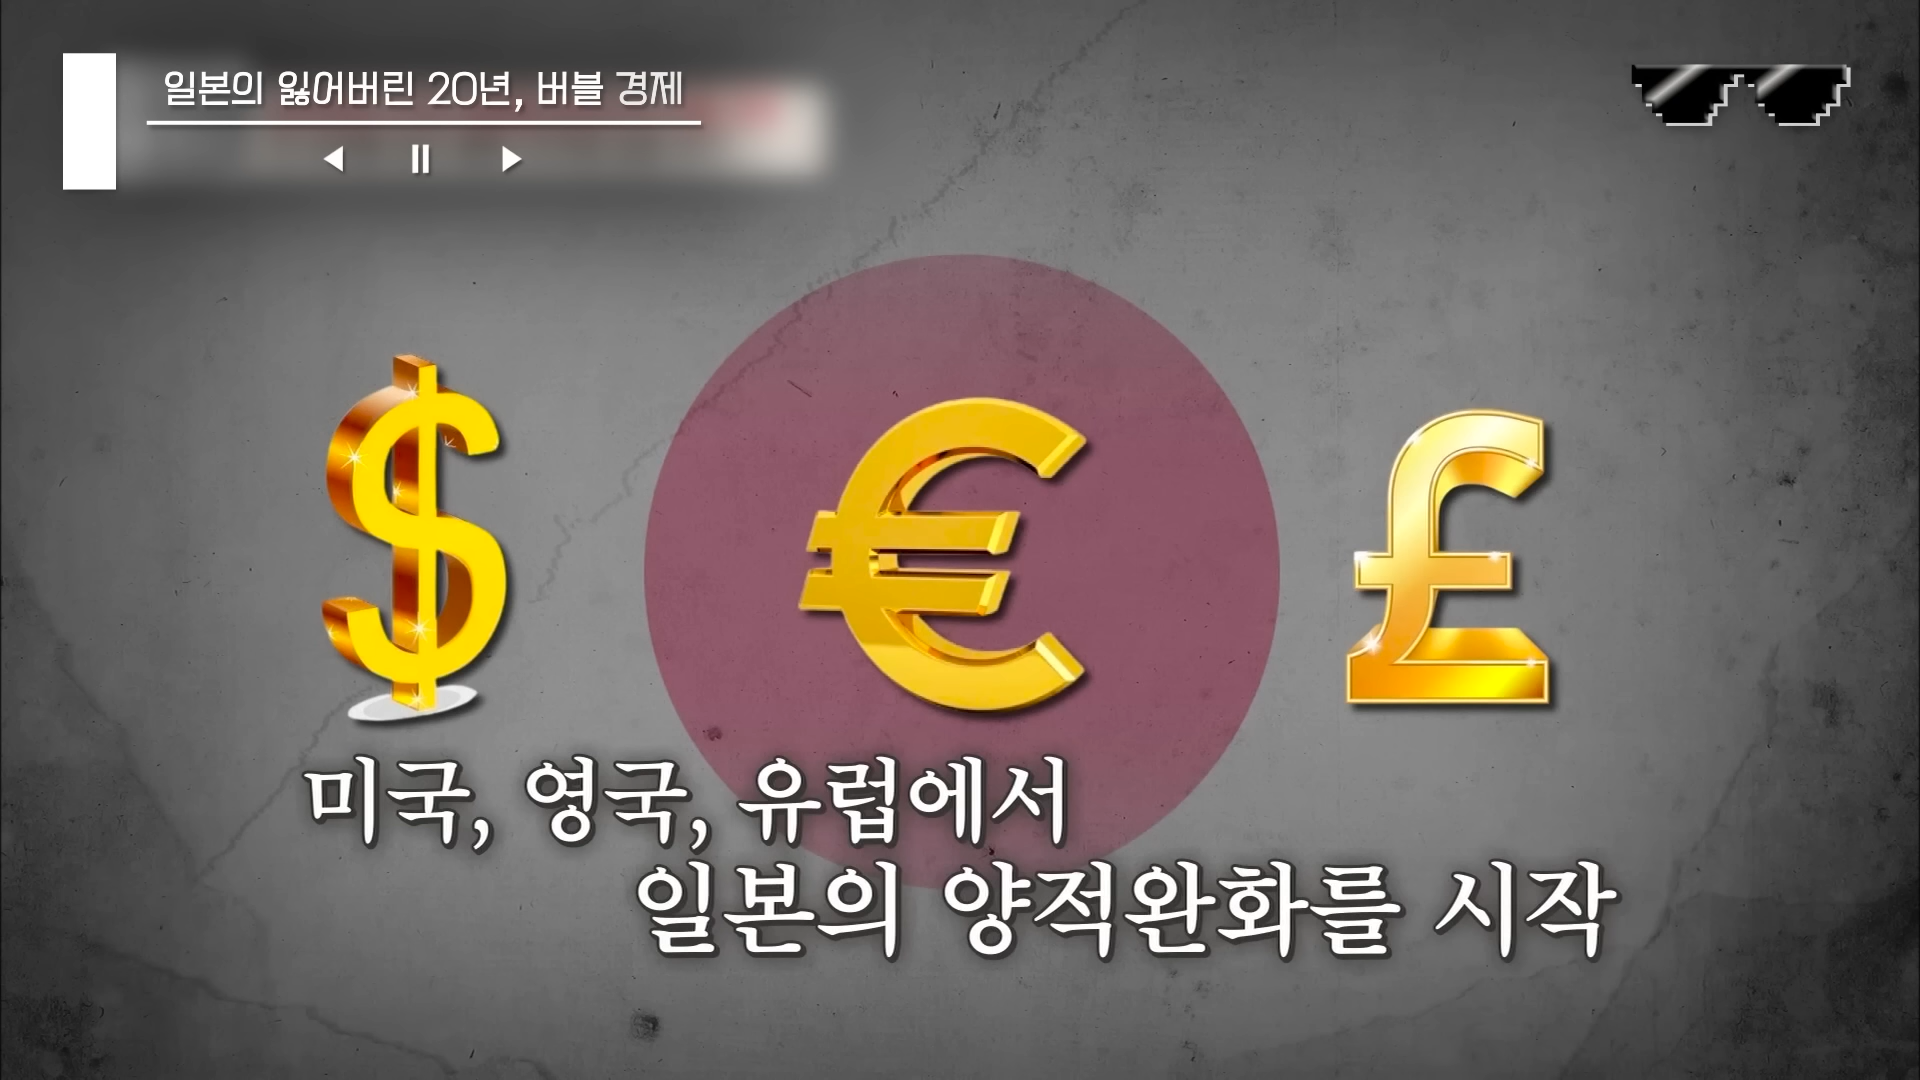 일본의 잃어버린 20년, 버블 경제
$ € £
미국, 영국, 유럽에서
일본의 양적완화를 시작